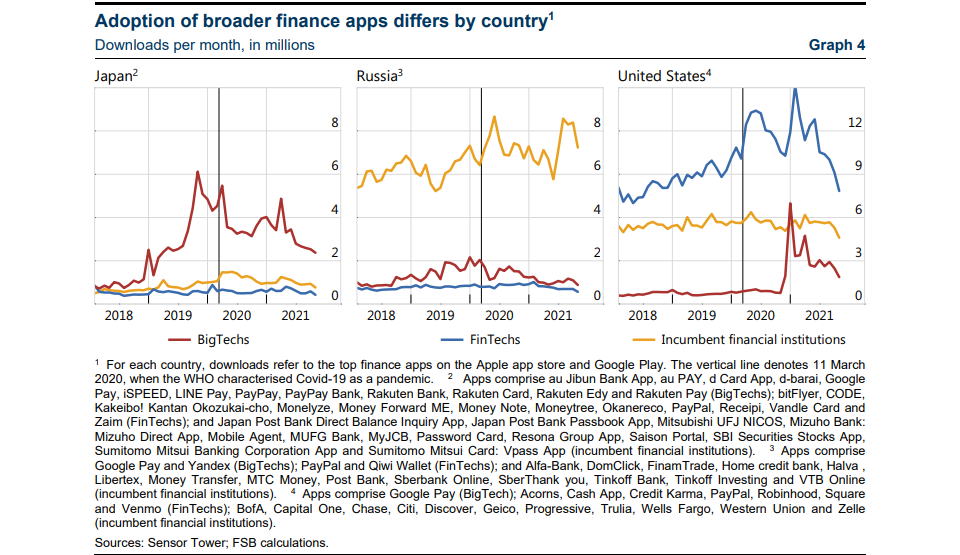 Adoption of broader finance apps differs by country¹
Downloads per month, in millions Graph 4
Japan² Russia³ United States⁴
8 8 12
6 6 9
4 4 6
2 2 3
0 0 0
2018 2019 2020 2021 2018 2019 2020 2021 2018 2019 2020 2021
BigTechs FinTechs Incumbent financial institutions
¹ For each country, downloads refer to the top finance apps on the Apple app store and Google Play. The vertical line denotes 11 March
2020, when the WHO characterised Covid-19 as a pandemic. ² Apps comprise au Jibun Bank App, au PAY, d Card App, d-barai, Google
Pay, iSPEED, LINE Pay, PayPay, PayPay Bank, Rakuten Bank, Rakuten Card, Rakuten Edy and Rakuten Pay (BigTechs); bitFlyer, CODE,
Kakeibo! Kantan Okozukai-cho, Monelyze, Money Forward ME, Money Note, Moneytree, Okanereco, PayPal, Receipi, Vandle Card and
Zaim (FinTechs); and Japan Post Bank Direct Balance Inquiry App, Japan Post Bank Passbook App, Mitsubishi UFJ NICOS, Mizuho Bank:
Mizuho Direct App, Mobile Agent, MUFG Bank, MyJCB, Password Card, Resona Group App, Saison Portal, SBI Securities Stocks App,
Sumitomo Mitsui Banking Corporation App and Sumitomo Mitsui Card: Vpass App (incumbent financial institutions). ³ Apps comprise
Google Pay and Yandex (BigTechs); PayPal and Qiwi Wallet (FinTechs); and Alfa-Bank, DomClick, FinamTrade, Home credit bank, Halva ,
Libertex, Money Transfer, MTC Money, Post Bank, Sberbank Online, SberThank you, Tinkoff Bank, Tinkoff Investing and VTB Online
(incumbent financial institutions). ⁴ Apps comprise Google Pay (BigTech); Acorns, Cash App, Credit Karma, PayPal, Robinhood, Square
and Venmo (FinTechs); BofA, Capital One, Chase, Citi, Discover, Geico, Progressive, Trulia, Wells Fargo, Western Union and Zelle
(incumbent financial institutions).
Sources: Sensor Tower; FSB calculations.